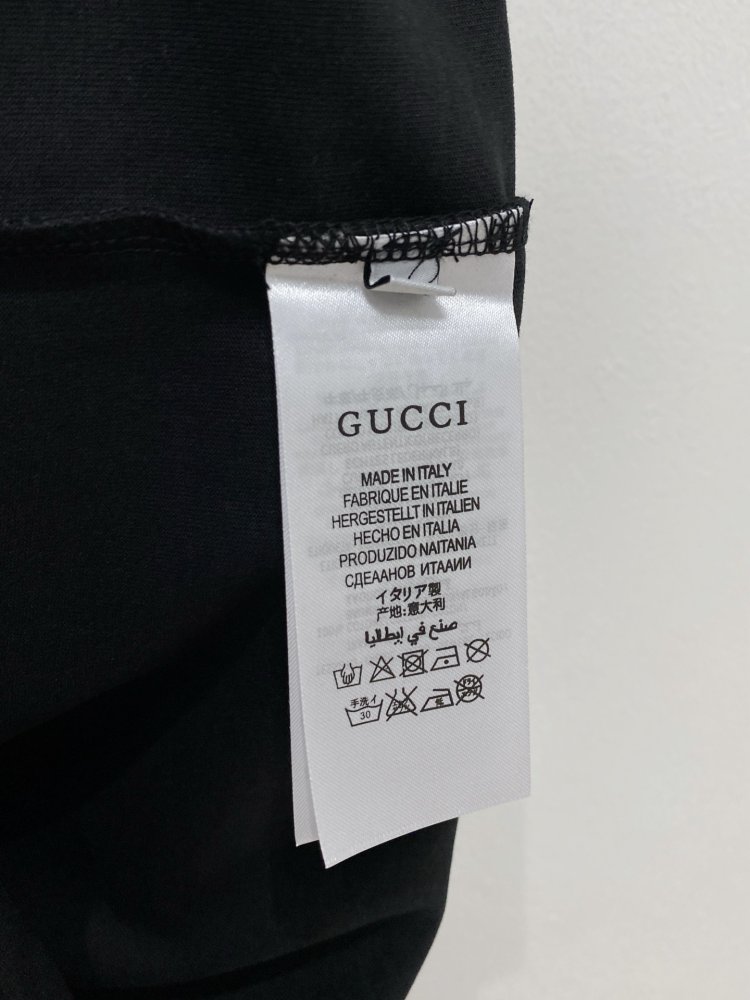 GUCCI
MADE IN ITALY
FABRIQUE EN ITALIE
HERGESTELLT IN ITALIEN
HECHO EN ITALIA
PRODUZIDO NAITANIA
СДЕААНОВ ИТААИИ
イタリア製
产地:意大利
صنع في إيطاليا
手洗イ
30
低